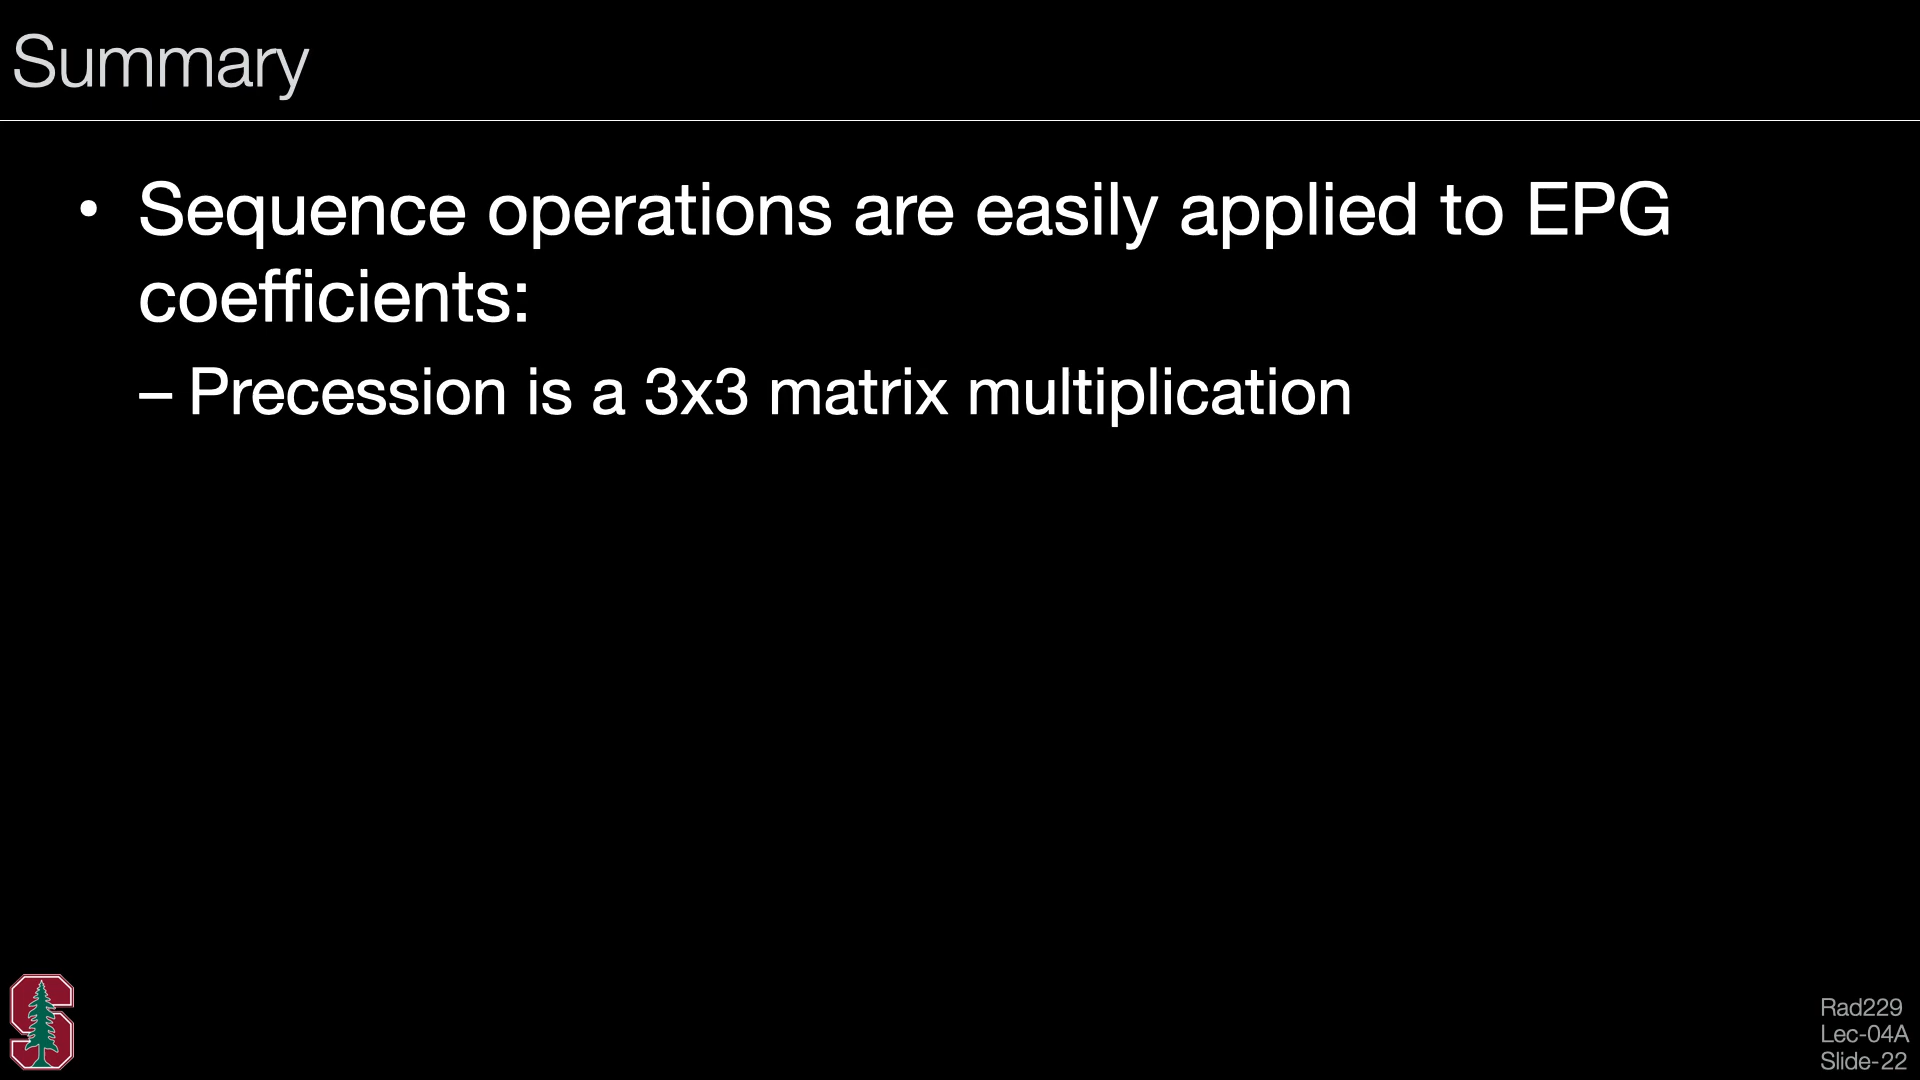 Summary
• Sequence operations are easily applied to EPG
coefficients:
– Precession is a 3x3 matrix multiplication
Rad229
Lec-04A
Slide-22